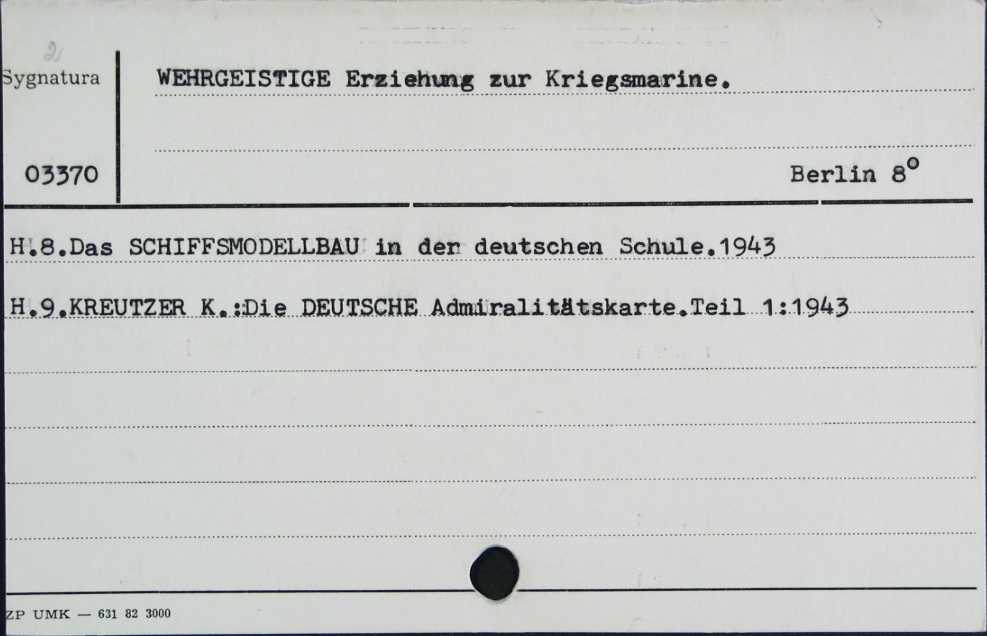 2
Sygnatura
WEHRGEISTIGE Erziehung zur Kriegsmarine.
03370
Berlin 8°
H.8.Das SCHIFFSMODELLBAU in der deutschen Schule.1943
H.9.KREUTZER K.:Die DEUTSCHE Admiralitätskarte.Teil 1:1943
ZP UMK — 631 82 3000